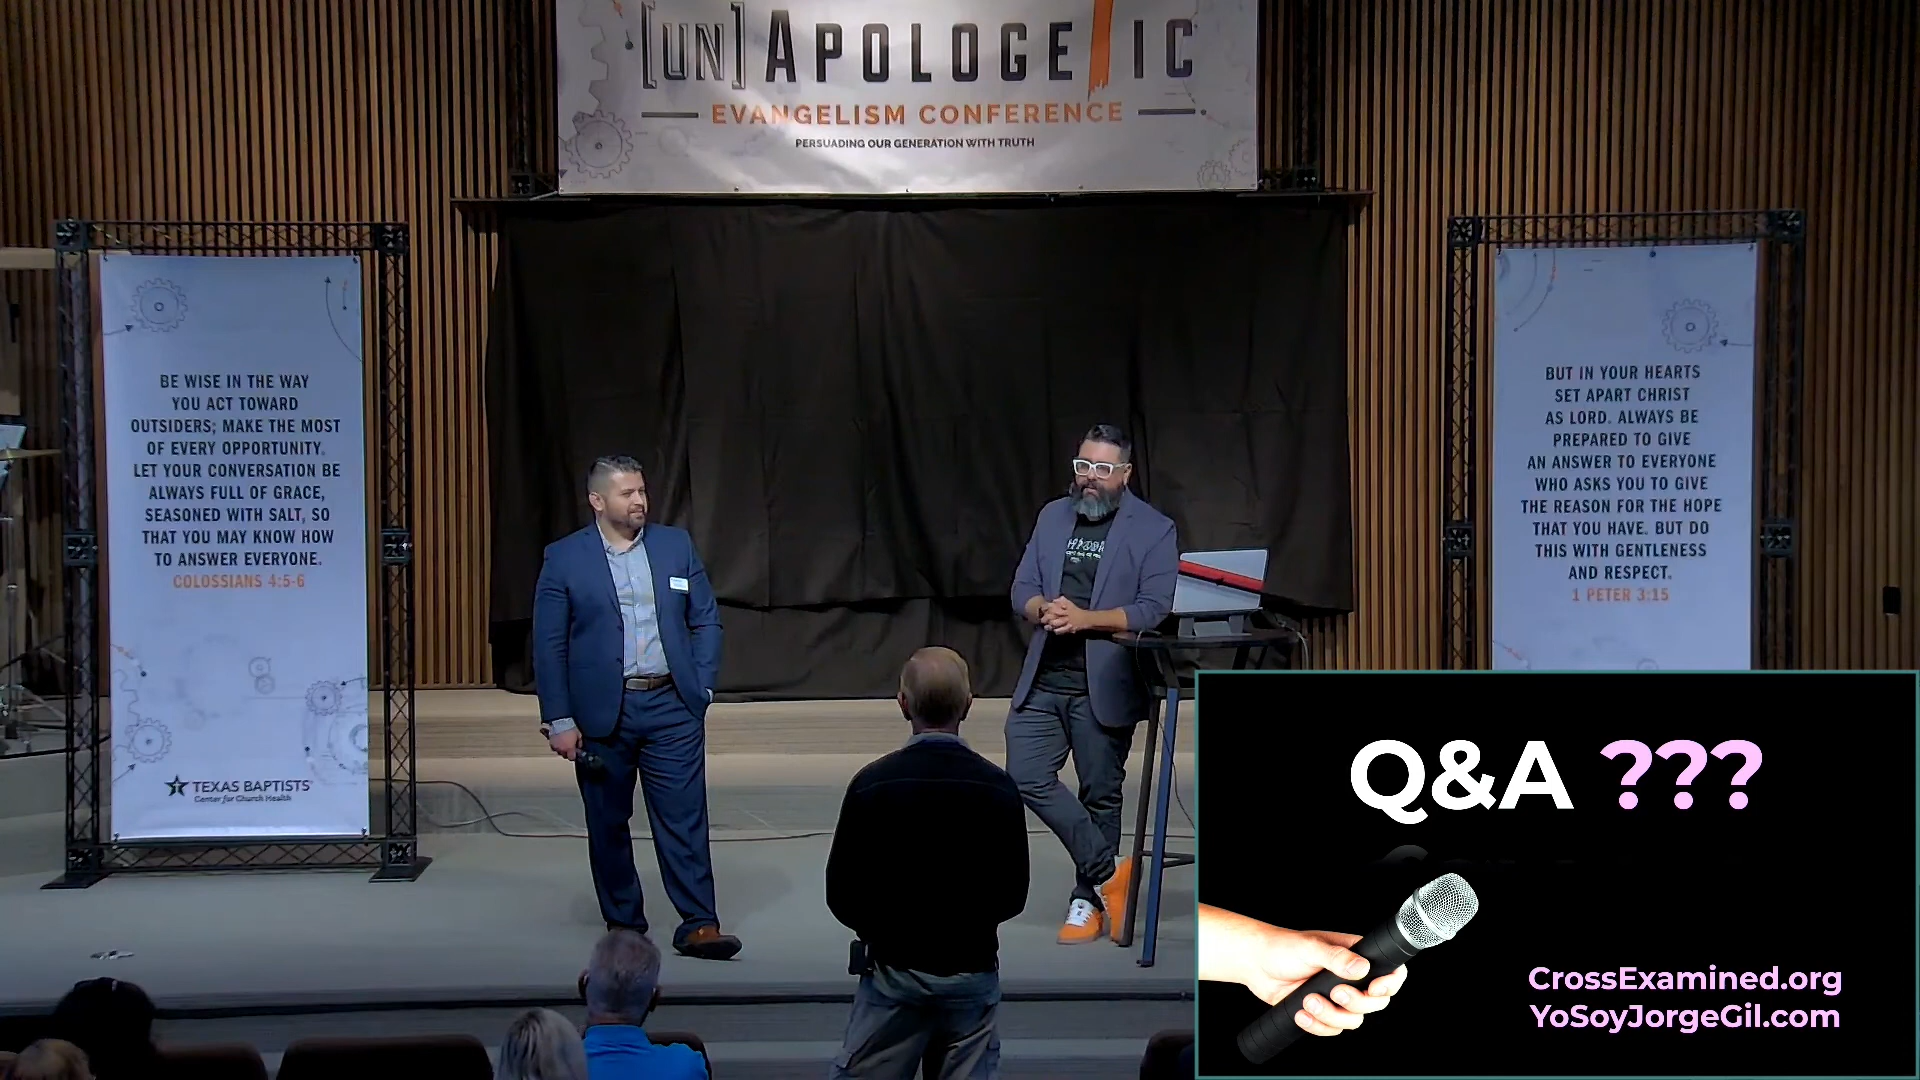 [UN]APOLOGETIC
EVANGELISM CONFERENCE
PERSUADING OUR GENERATION WITH TRUTH
BE WISE IN THE WAY
YOU ACT TOWARD
OUTSIDERS; MAKE THE MOST
OF EVERY OPPORTUNITY.
LET YOUR CONVERSATION BE
ALWAYS FULL OF GRACE,
SEASONED WITH SALT, SO
THAT YOU MAY KNOW HOW
TO ANSWER EVERYONE.
COLOSSIANS 4:5-6
TEXAS BAPTISTS
Center for Church Health
BUT IN YOUR HEARTS
SET APART CHRIST
AS LORD. ALWAYS BE
PREPARED TO GIVE
AN ANSWER TO EVERYONE
WHO ASKS YOU TO GIVE
THE REASON FOR THE HOPE
THAT YOU HAVE. BUT DO
THIS WITH GENTLENESS
AND RESPECT.
1 PETER 3:15
Q&A ???
CrossExamined.org
YoSoyJorgeGil.com